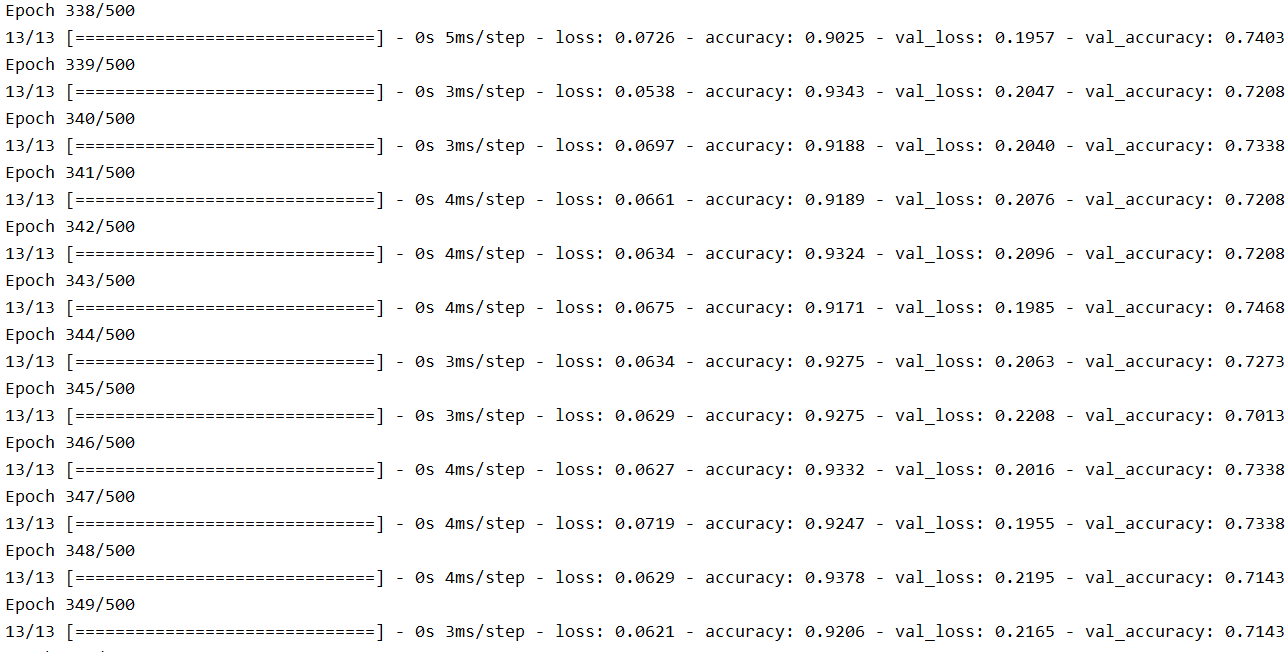 Epoch 338/500
13/13 [==============================] - 0s 5ms/step - loss: 0.0726 - accuracy: 0.9025 - val_loss: 0.1957 - val_accuracy: 0.7403
Epoch 339/500
13/13 [==============================] - 0s 3ms/step - loss: 0.0538 - accuracy: 0.9343 - val_loss: 0.2047 - val_accuracy: 0.7208
Epoch 340/500
13/13 [==============================] - 0s 3ms/step - loss: 0.0697 - accuracy: 0.9188 - val_loss: 0.2040 - val_accuracy: 0.7338
Epoch 341/500
13/13 [==============================] - 0s 4ms/step - loss: 0.0661 - accuracy: 0.9189 - val_loss: 0.2076 - val_accuracy: 0.7208
Epoch 342/500
13/13 [==============================] - 0s 4ms/step - loss: 0.0634 - accuracy: 0.9324 - val_loss: 0.2096 - val_accuracy: 0.7208
Epoch 343/500
13/13 [==============================] - 0s 4ms/step - loss: 0.0675 - accuracy: 0.9171 - val_loss: 0.1985 - val_accuracy: 0.7468
Epoch 344/500
13/13 [==============================] - 0s 3ms/step - loss: 0.0634 - accuracy: 0.9275 - val_loss: 0.2063 - val_accuracy: 0.7273
Epoch 345/500
13/13 [==============================] - 0s 3ms/step - loss: 0.0629 - accuracy: 0.9275 - val_loss: 0.2208 - val_accuracy: 0.7013
Epoch 346/500
13/13 [==============================] - 0s 4ms/step - loss: 0.0627 - accuracy: 0.9332 - val_loss: 0.2016 - val_accuracy: 0.7338
Epoch 347/500
13/13 [==============================] - 0s 4ms/step - loss: 0.0719 - accuracy: 0.9247 - val_loss: 0.1955 - val_accuracy: 0.7338
Epoch 348/500
13/13 [==============================] - 0s 4ms/step - loss: 0.0629 - accuracy: 0.9378 - val_loss: 0.2195 - val_accuracy: 0.7143
Epoch 349/500
13/13 [==============================] - 0s 3ms/step - loss: 0.0621 - accuracy: 0.9206 - val_loss: 0.2165 - val_accuracy: 0.7143